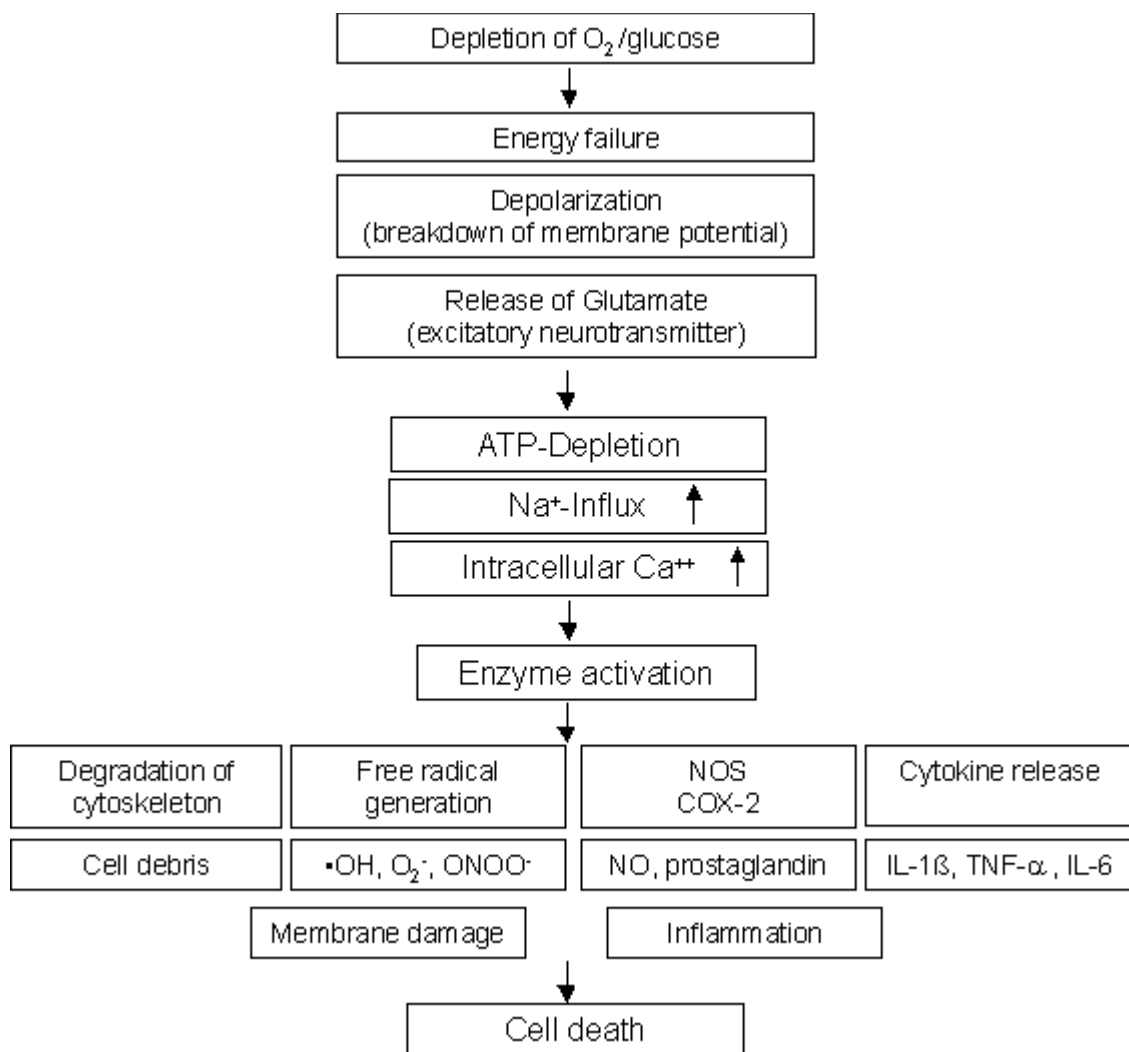 Depletion of O₂/glucose
Energy failure
Depolarization
(breakdown of membrane potential)
Release of Glutamate
(excitatory neurotransmitter)
ATP-Depletion
Na⁺-Influx ↑
Intracellular Ca⁺⁺ ↑
Enzyme activation
Degradation of
cytoskeleton
Free radical
generation
NOS
COX-2
Cytokine release
Cell debris
▪OH, O₂⁻, ONOO⁻
NO, prostaglandin
IL-1ß, TNF-α, IL-6
Membrane damage
Inflammation
Cell death